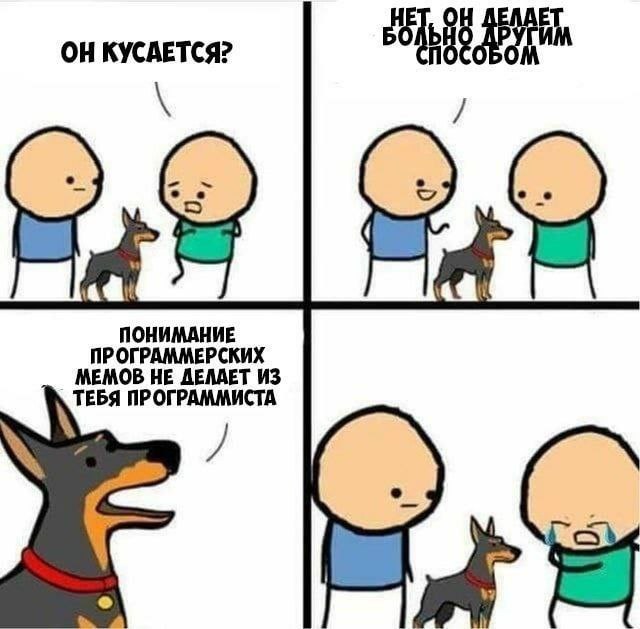 ОН КУСАЕТСЯ?
НЕТ, ОН ДЕЛАЕТ
БОЛЬНО ДРУГИМ
СПОСОБОМ
ПОНИМАНИЕ
ПРОГРАММЕРСКИХ
МЕМОВ НЕ ДЕЛАЕТ ИЗ
ТЕБЯ ПРОГРАММИСТА